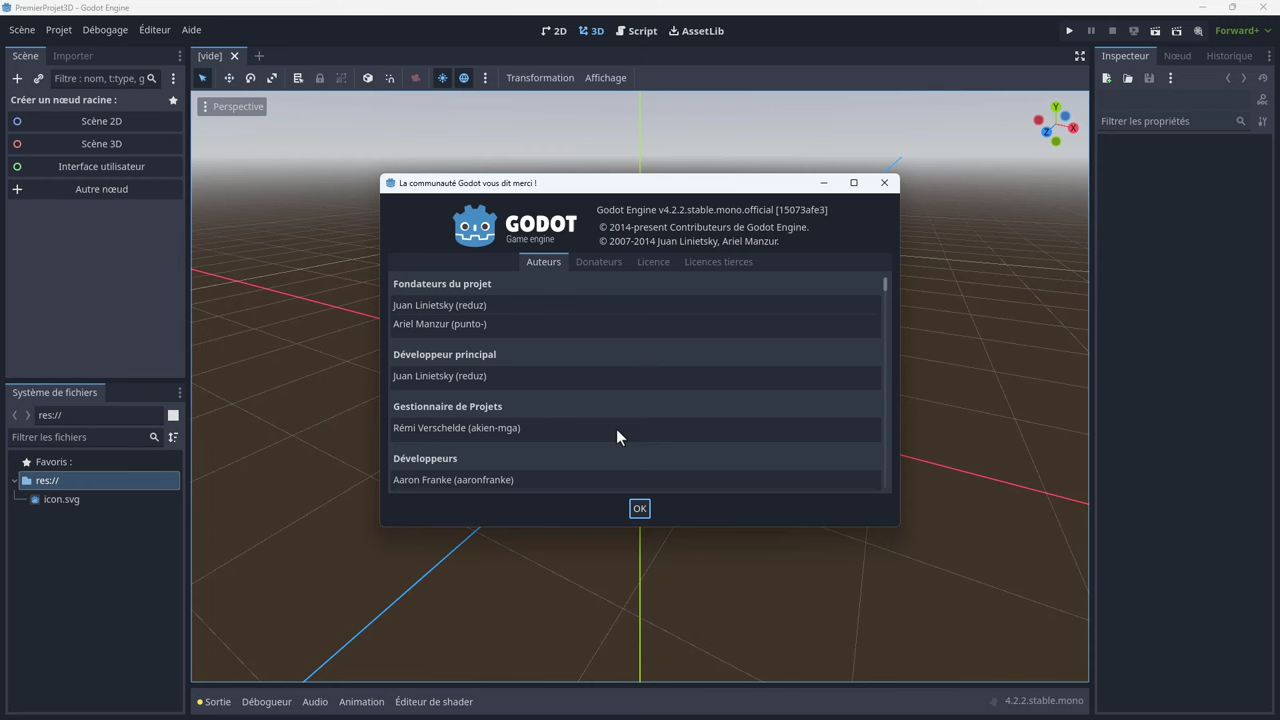 PremierProjet3D - Godot Engine
Scène Projet Débogage Éditeur Aide
2D 3D Script AssetLib
Forward+
Scène Importer
[vide]
Inspecteur Nœud Historique
Filtre : nom, t:type, g
Transformation Affichage
Créer un nœud racine :
Perspective
Scène 2D
Scène 3D
Interface utilisateur
Autre nœud
Filtrer les propriétés
Y
X
Z
La communauté Godot vous dit merci !
GODOT
Game engine
Godot Engine v4.2.2.stable.mono.official [15073afe3]
© 2014-present Contributeurs de Godot Engine.
© 2007-2014 Juan Linietsky, Ariel Manzur.
Auteurs Donateurs Licence Licences tierces
Fondateurs du projet
Juan Linietsky (reduz)
Ariel Manzur (punto-)
Développeur principal
Juan Linietsky (reduz)
Gestionnaire de Projets
Rémi Verschelde (akien-mga)
Développeurs
Aaron Franke (aaronfranke)
OK
Système de fichiers
res://
Filtrer les fichiers
Favoris :
res://
icon.svg
Sortie Débogueur Audio Animation Éditeur de shader
4.2.2.stable.mono